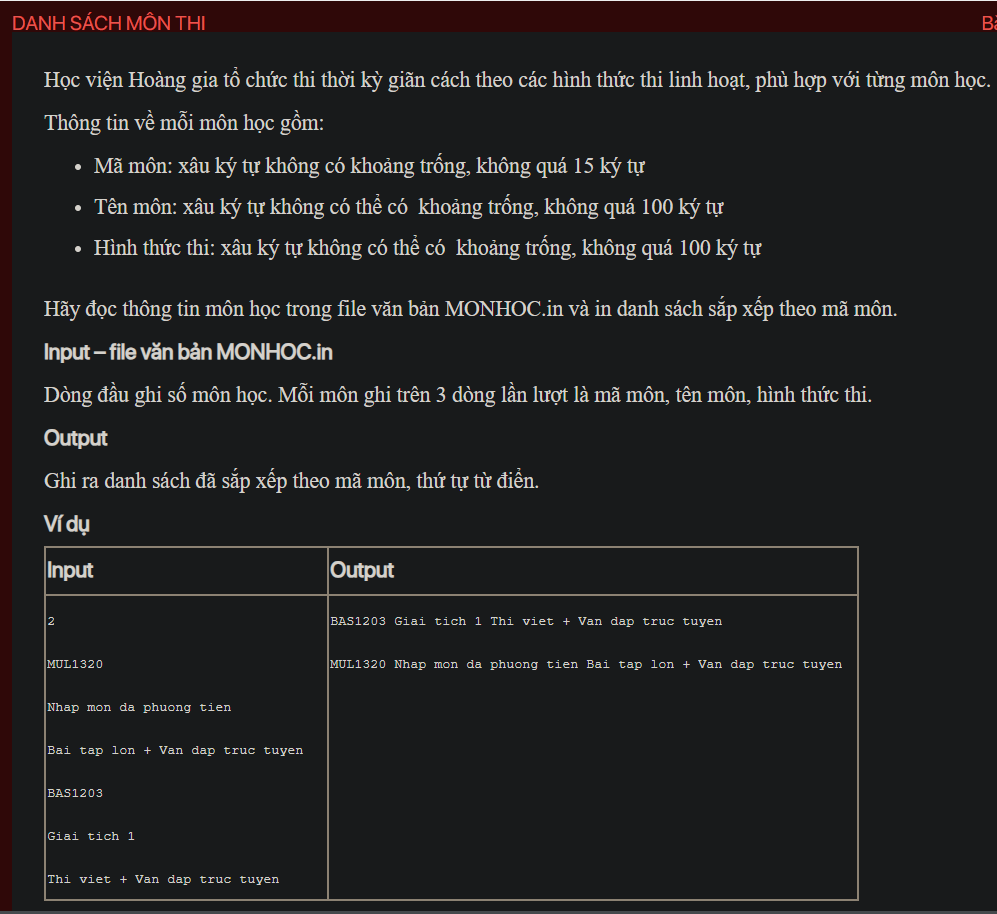 DANH SÁCH MÔN THI
Học viện Hoàng gia tổ chức thi thời kỳ giãn cách theo các hình thức thi linh hoạt, phù hợp với từng môn học.
Thông tin về mỗi môn học gồm:
• Mã môn: xâu ký tự không có khoảng trống, không quá 15 ký tự
• Tên môn: xâu ký tự không có thể có  khoảng trống, không quá 100 ký tự
• Hình thức thi: xâu ký tự không có thể có  khoảng trống, không quá 100 ký tự
Hãy đọc thông tin môn học trong file văn bản MONHOC.in và in danh sách sắp xếp theo mã môn.
Input – file văn bản MONHOC.in
Dòng đầu ghi số môn học. Mỗi môn ghi trên 3 dòng lần lượt là mã môn, tên môn, hình thức thi.
Output
Ghi ra danh sách đã sắp xếp theo mã môn, thứ tự từ điển.
Ví dụ
Input Output
2
MUL1320
Nhap mon da phuong tien
Bai tap lon + Van dap truc tuyen
BAS1203
Giai tich 1
Thi viet + Van dap truc tuyen
BAS1203 Giai tich 1 Thi viet + Van dap truc tuyen
MUL1320 Nhap mon da phuong tien Bai tap lon + Van dap truc tuyen